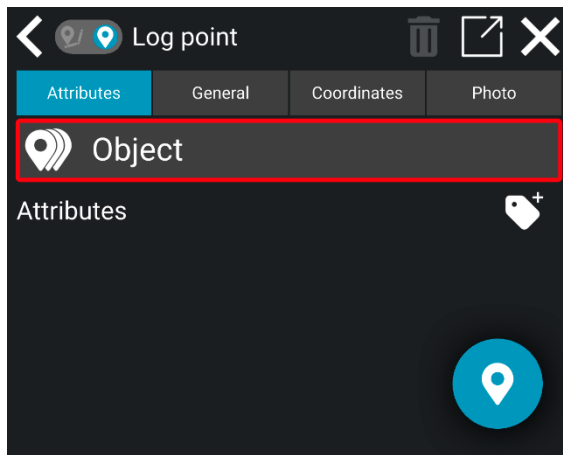 Log point
Attributes General Coordinates Photo
Object
Attributes